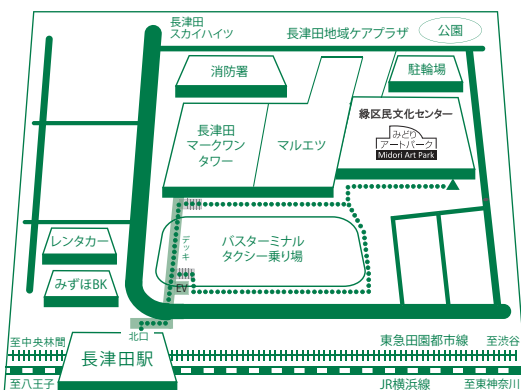 長津田
スカイハイツ
長津田地域ケアプラザ
公園
消防署
駐輪場
緑区民文化センター
みどり
アートパーク
Midori Art Park
長津田
マークワン
タワー
マルエツ
デッキ
バスターミナル
タクシー乗り場
レンタカー
みずほBK
EV
北口
至中央林間
東急田園都市線
至渋谷
長津田駅
至八王子
JR横浜線
至東神奈川